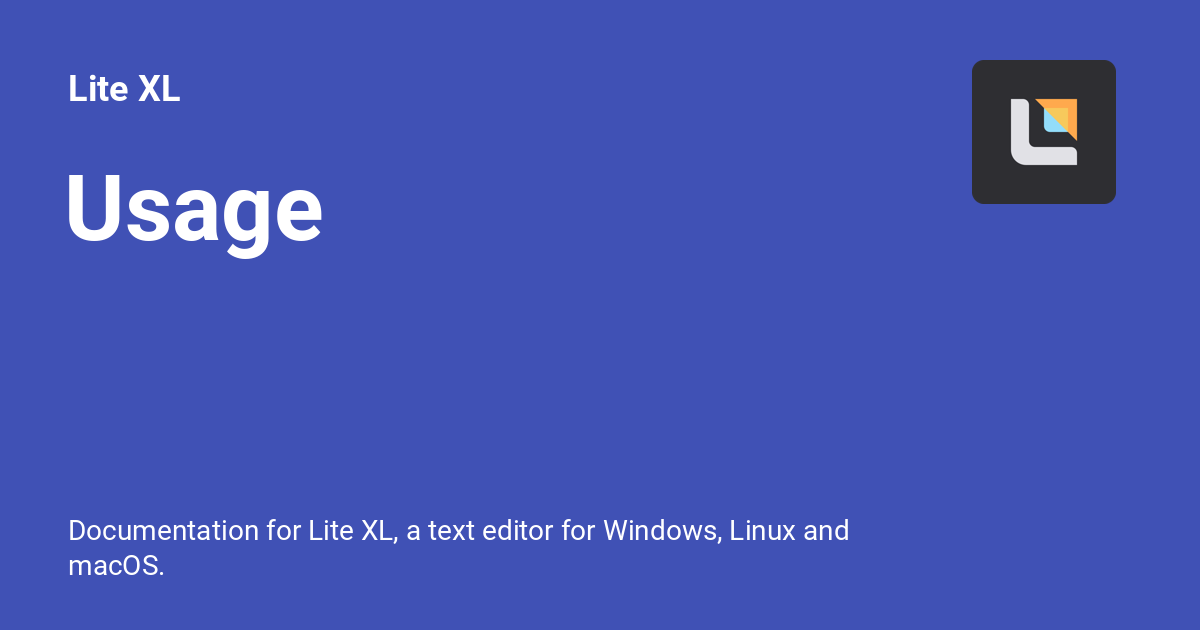 Lite XL
Usage
Documentation for Lite XL, a text editor for Windows, Linux and
macOS.